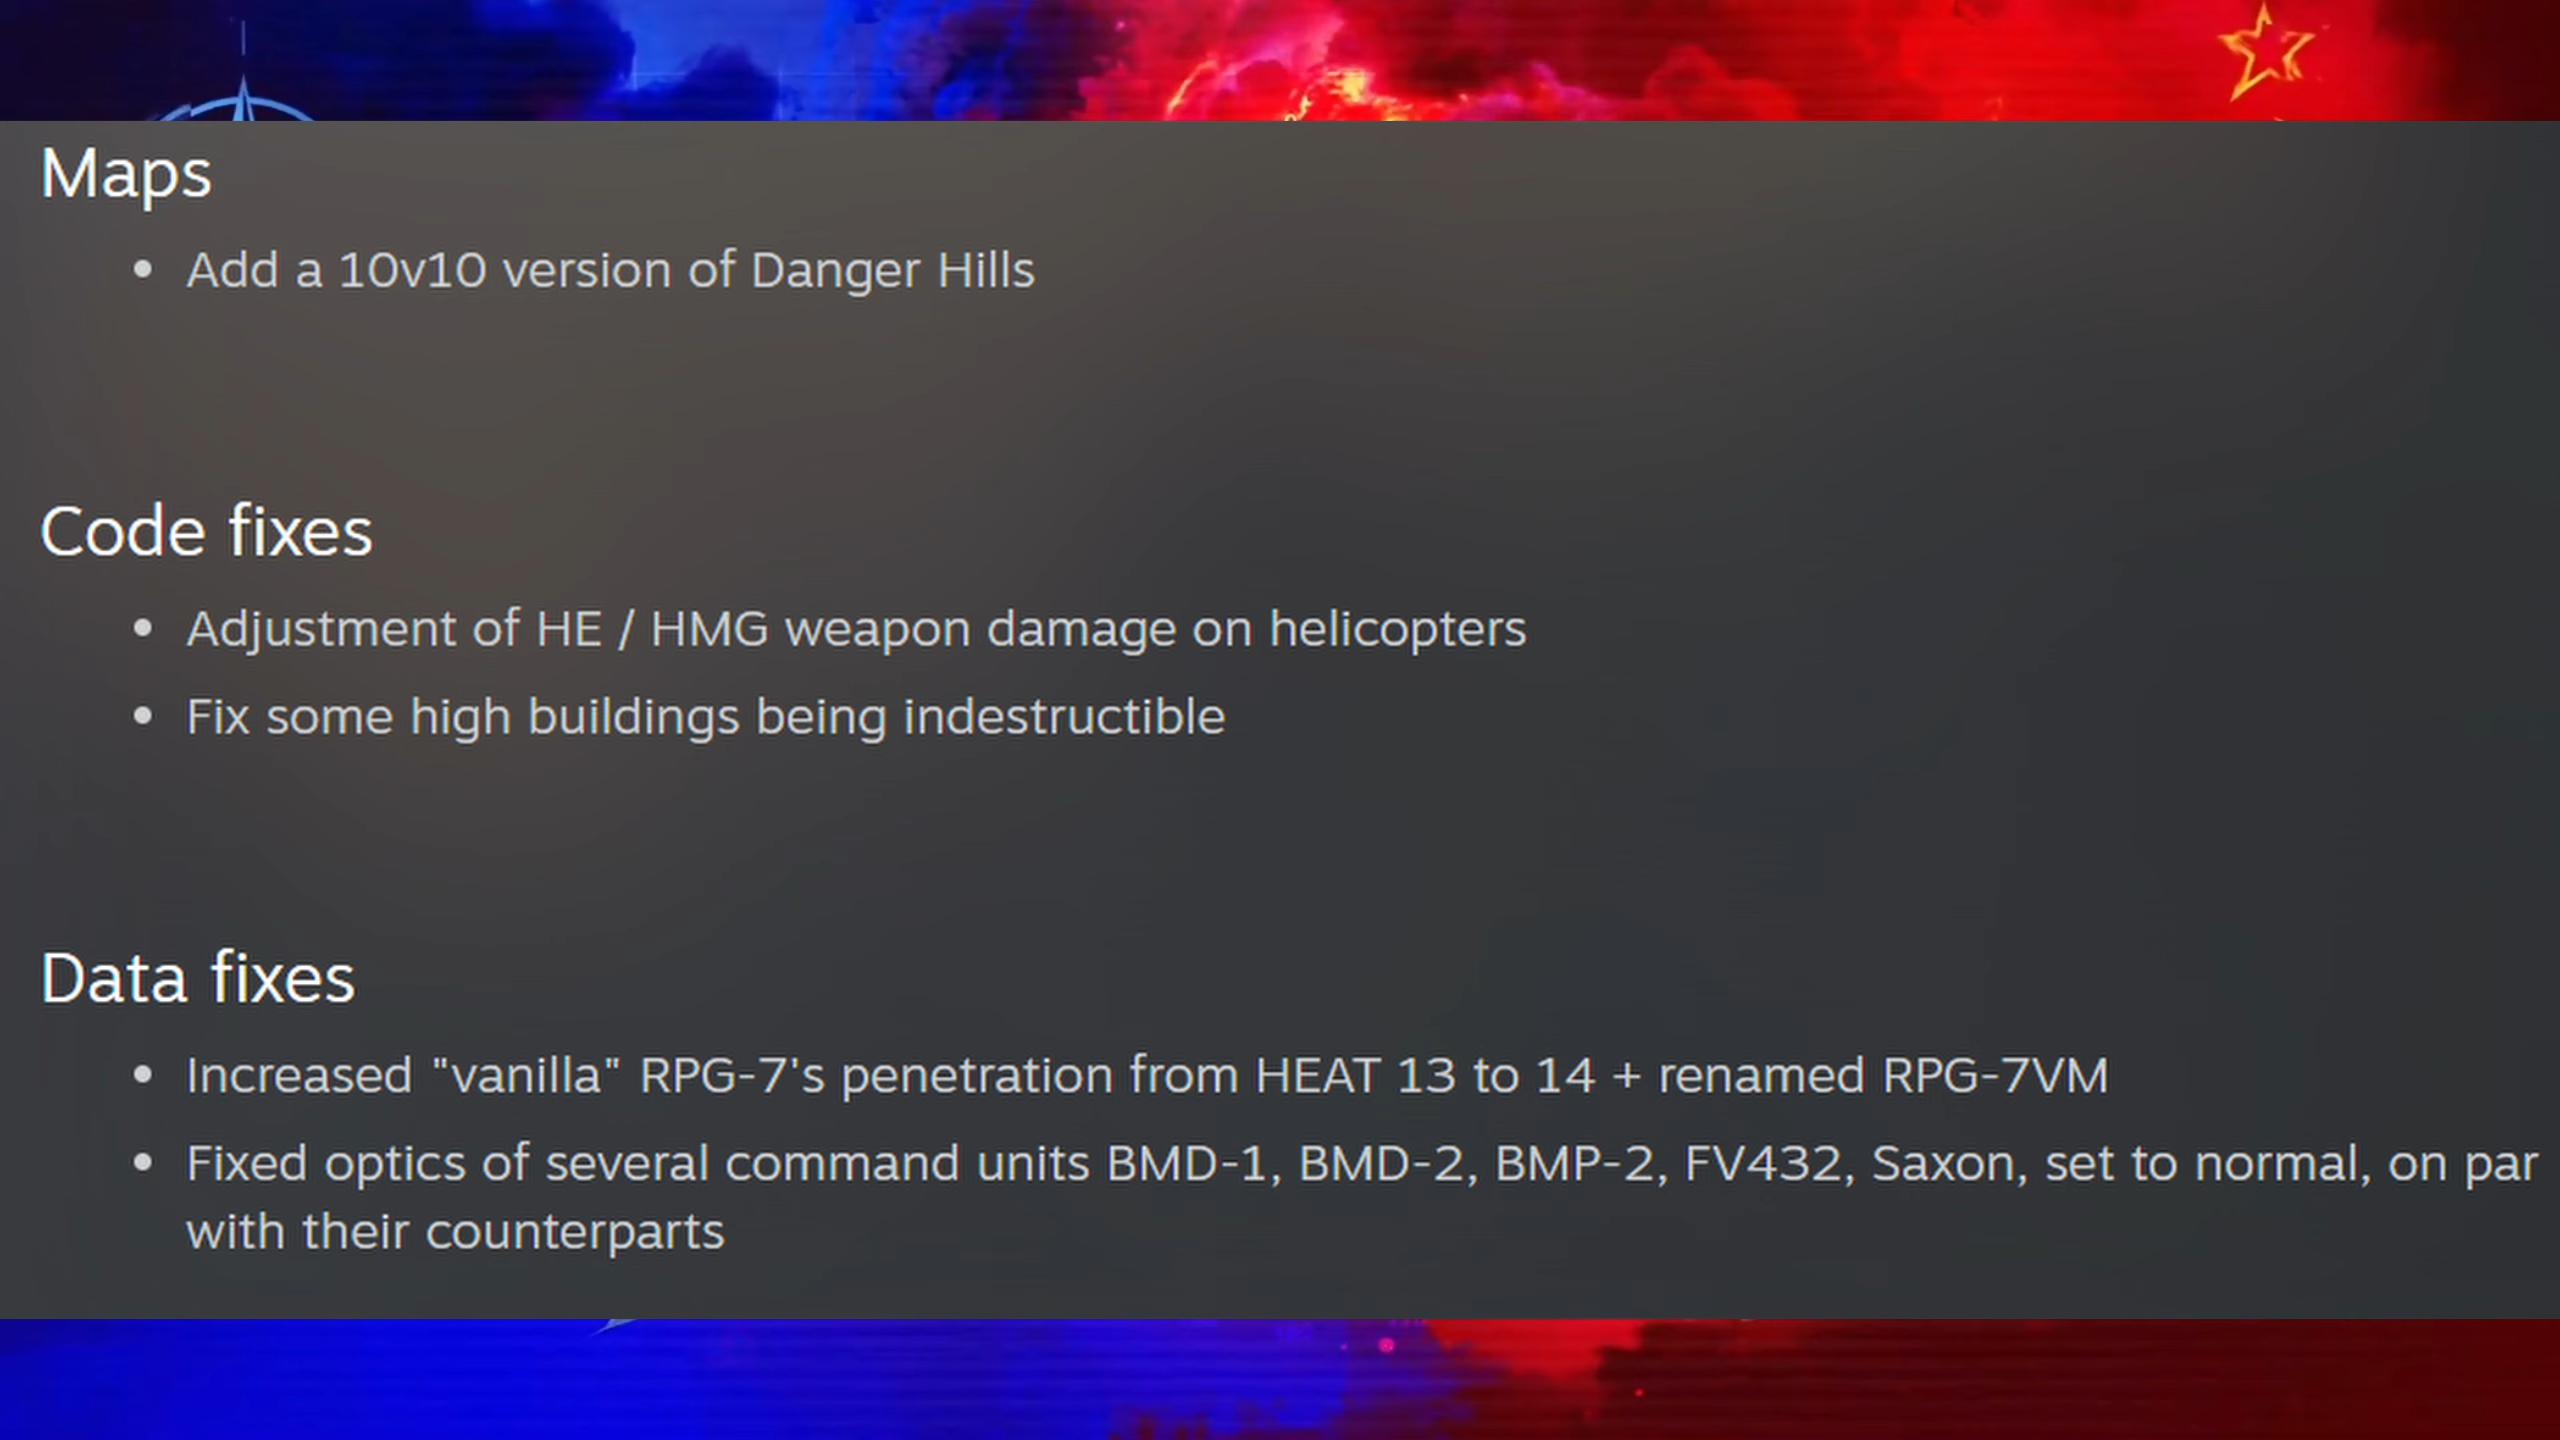 Maps
• Add a 10v10 version of Danger Hills
Code fixes
• Adjustment of HE / HMG weapon damage on helicopters
• Fix some high buildings being indestructible
Data fixes
• Increased "vanilla" RPG-7's penetration from HEAT 13 to 14 + renamed RPG-7VM
• Fixed optics of several command units BMD-1, BMD-2, BMP-2, FV432, Saxon, set to normal, on par
with their counterparts